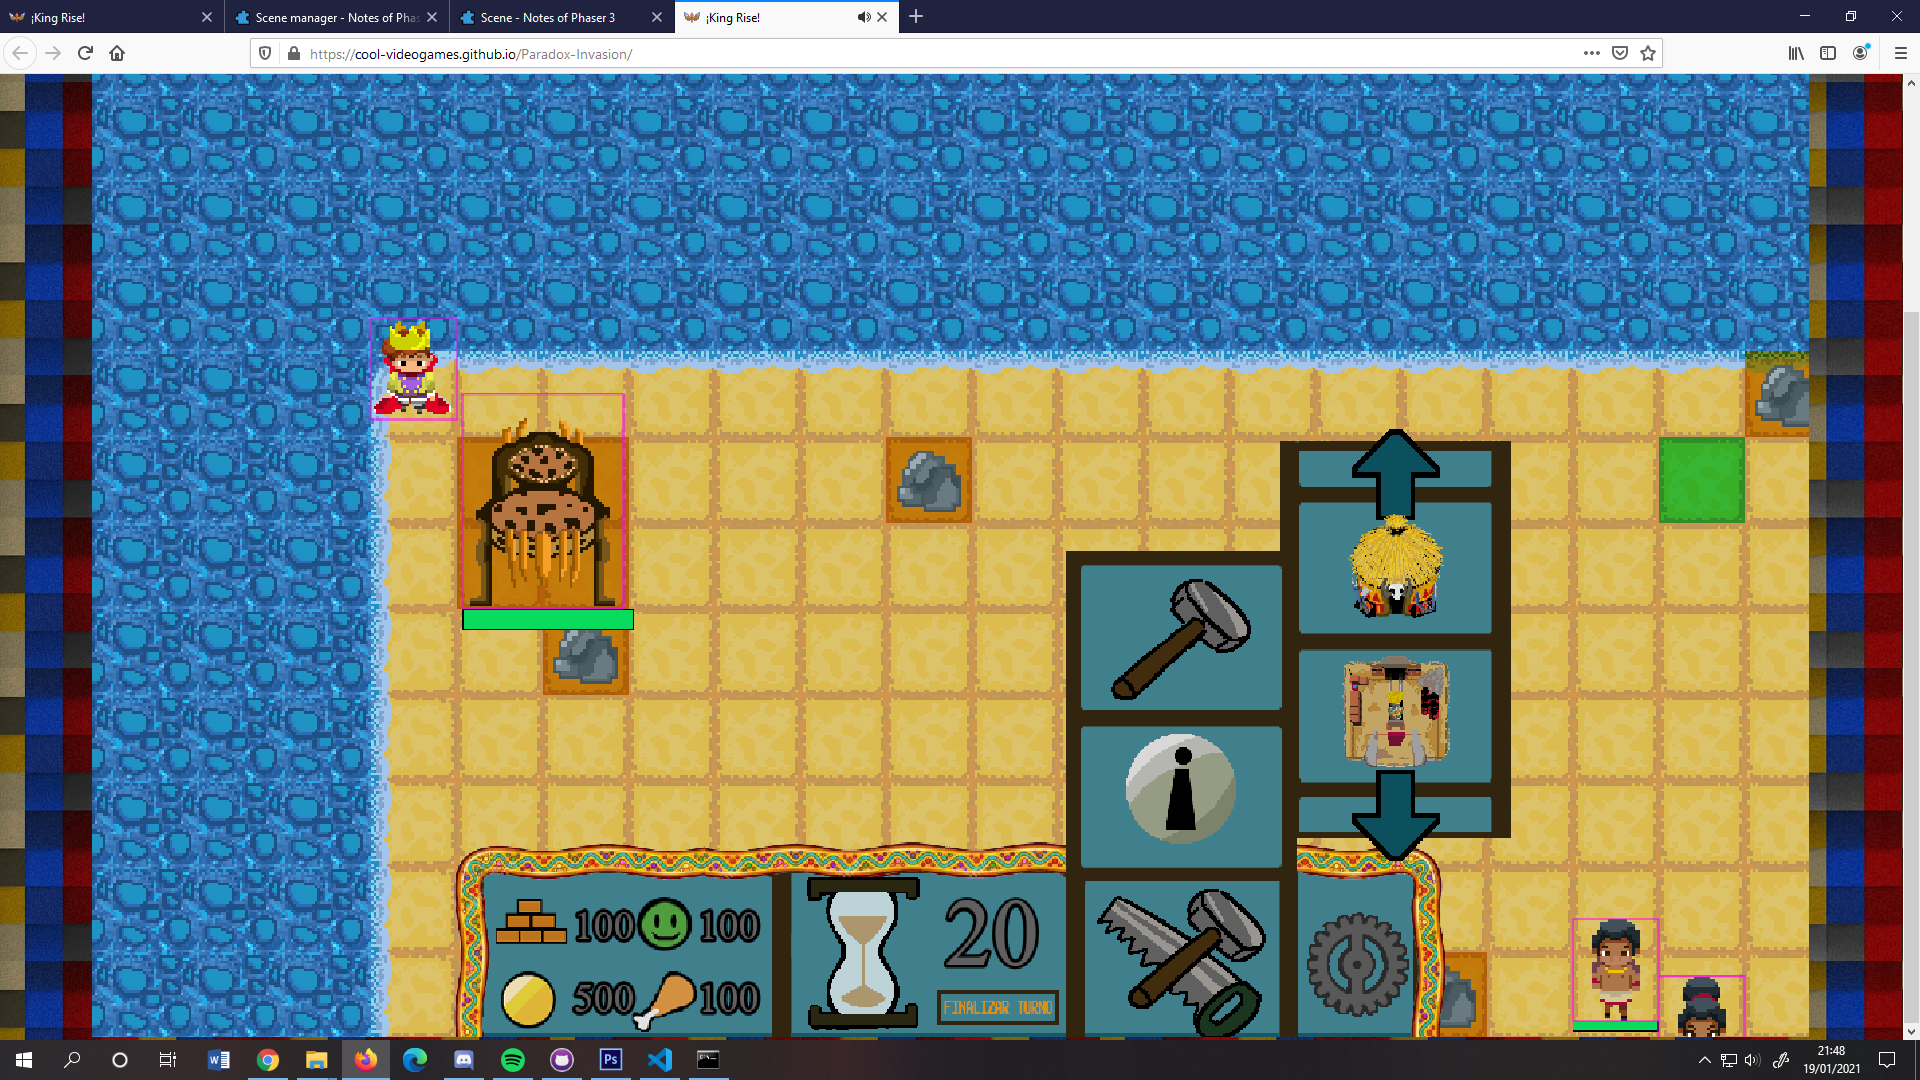 ¡King Rise!
Scene manager - Notes of Phas
Scene - Notes of Phaser 3
¡King Rise!
https://cool-videogames.github.io/Paradox-Invasion/
100 100
20
500 100
FINALIZAR TURNO
21:48
19/01/2021